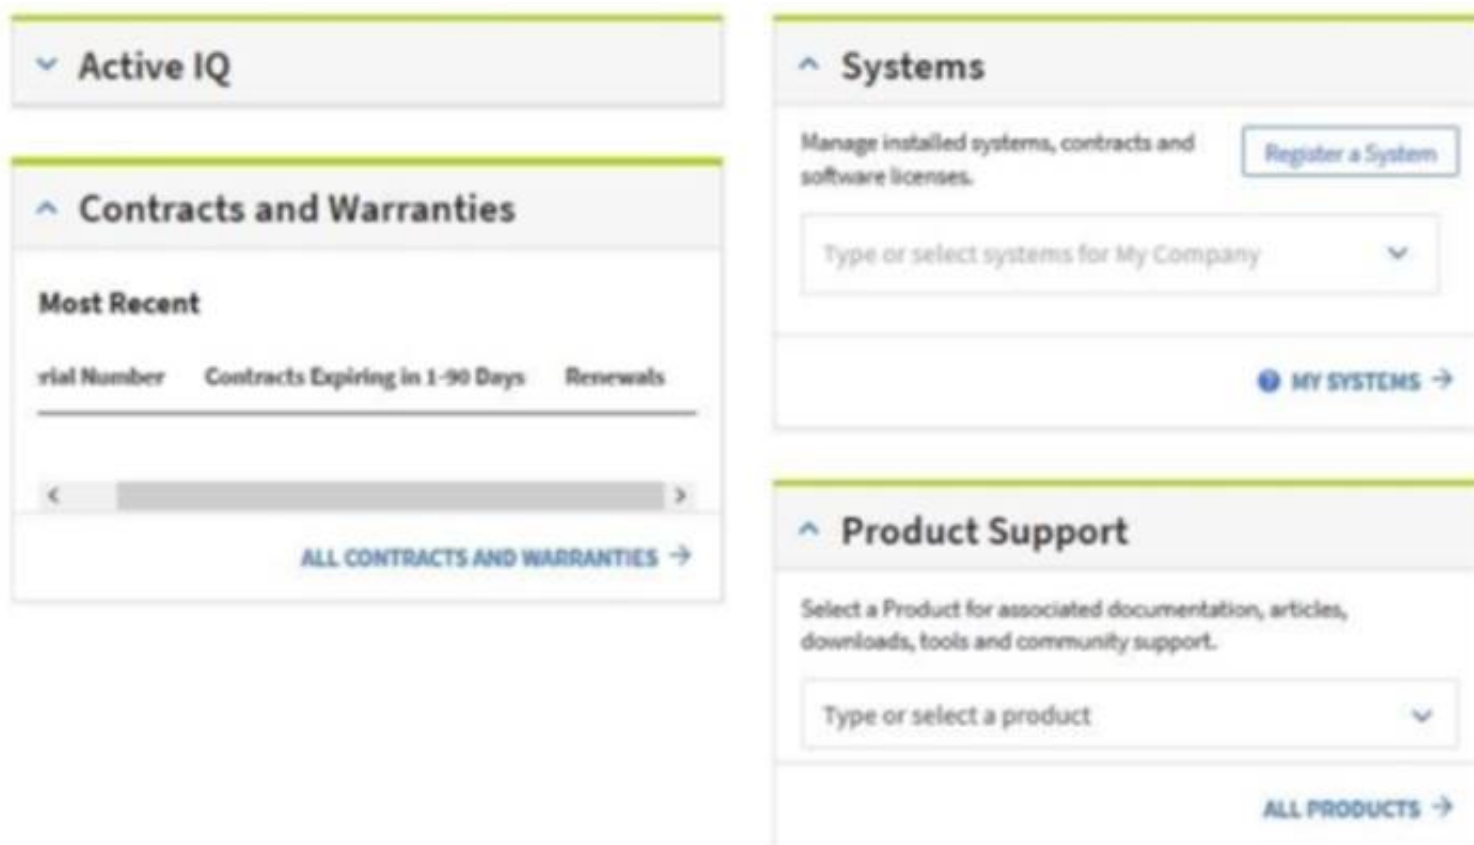 Active IQ
Contracts and Warranties
Most Recent
rial Number Contracts Expiring in 1-90 Days Renewals
ALL CONTRACTS AND WARRANTIES
Systems
Manage installed systems, contracts and
software licenses.
Register a System
Type or select systems for My Company
? MY SYSTEMS
Product Support
Select a Product for associated documentation, articles,
downloads, tools and community support.
Type or select a product
ALL PRODUCTS